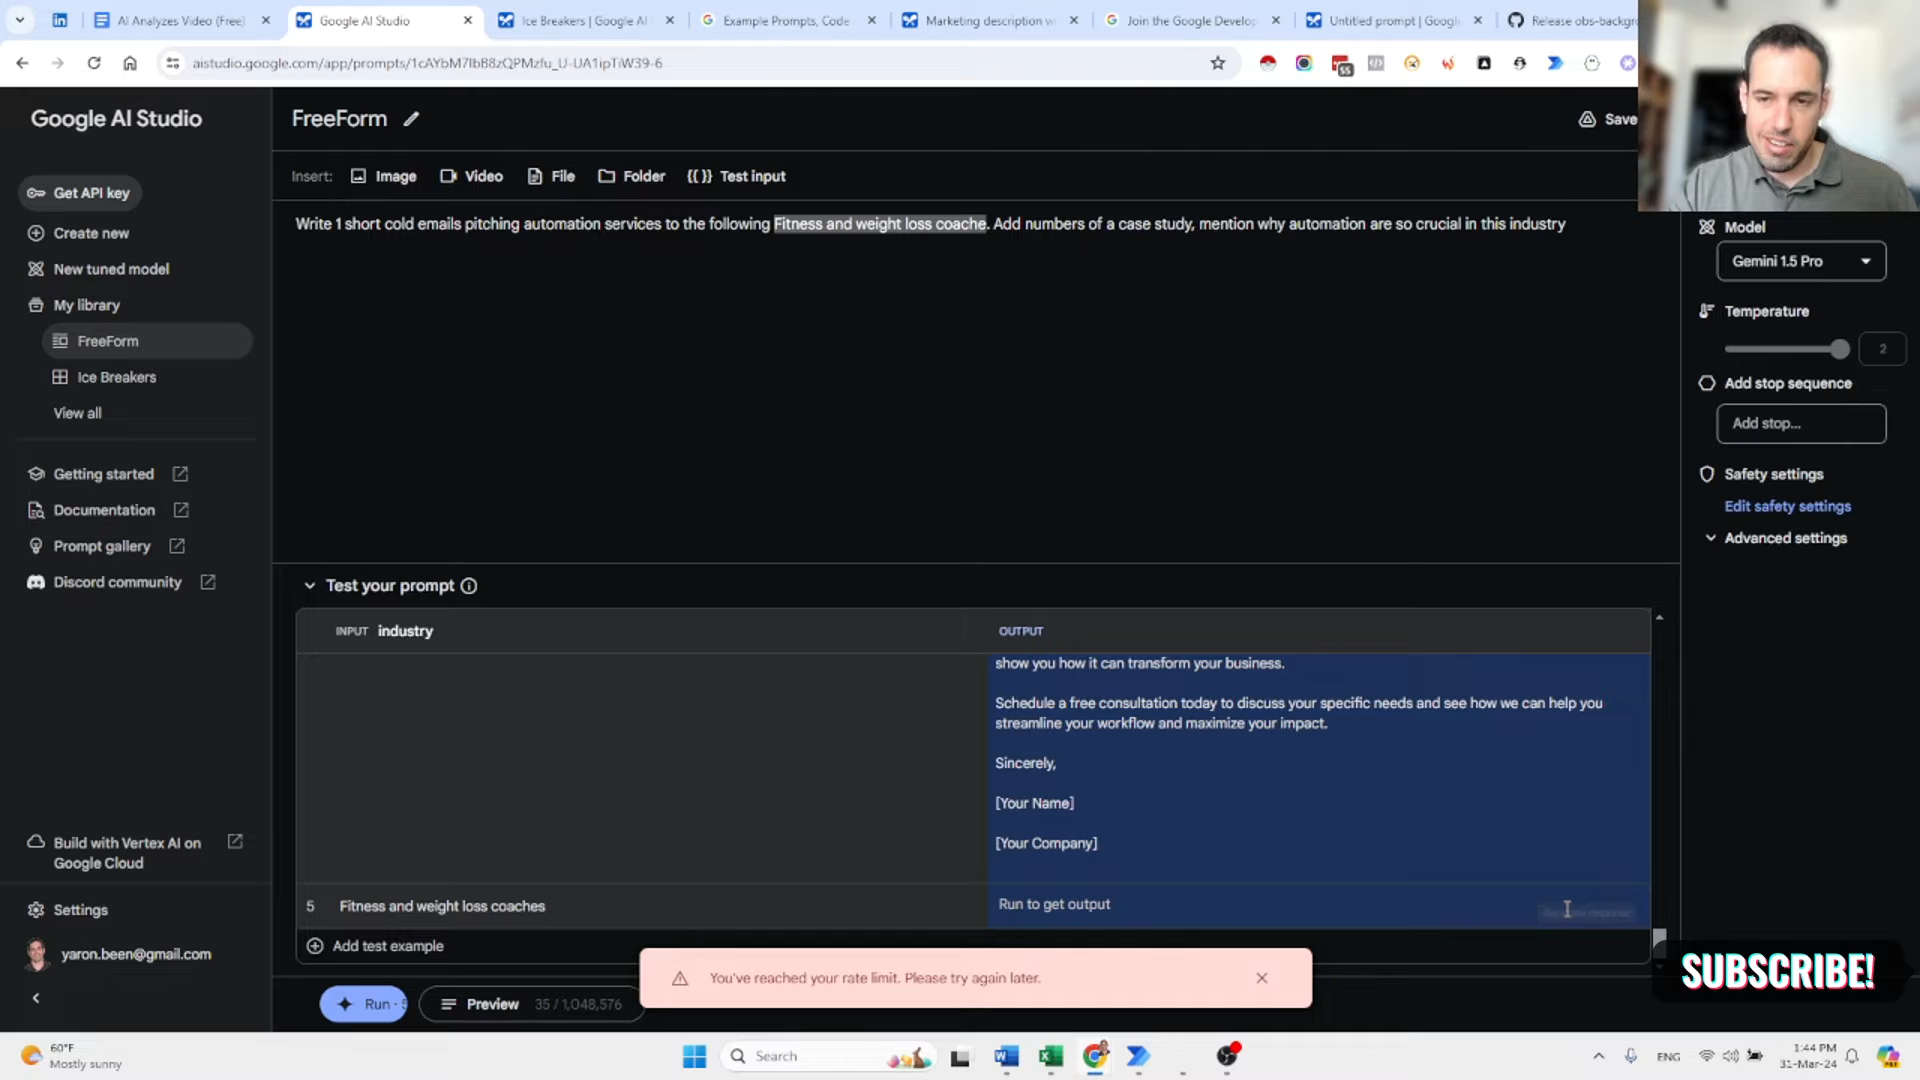 AI Analyzes Video (Free)
Google AI Studio
Ice Breakers | Google AI
Example Prompts, Code
Marketing description w
Join the Google Develop
Untitled prompt | Google
Release obs-backgro
aistudio.google.com/app/prompts/1cAYbM7lbB8zQPMzfu_U-UA1ipTiW39-6
55
Google AI Studio
FreeForm
Save
Get API key
Insert:
Image
Video
File
Folder
{{ }} Test input
Create new
Write 1 short cold emails pitching automation services to the following Fitness and weight loss coache. Add numbers of a case study, mention why automation are so crucial in this industry
Model
Gemini 1.5 Pro
New tuned model
My library
Temperature
FreeForm
2
Ice Breakers
Add stop sequence
View all
Add stop...
Getting started
Safety settings
Documentation
Edit safety settings
Prompt gallery
Advanced settings
Discord community
Test your prompt
INPUT industry
OUTPUT
show you how it can transform your business.
Schedule a free consultation today to discuss your specific needs and see how we can help you
streamline your workflow and maximize your impact.
Sincerely,
[Your Name]
[Your Company]
Build with Vertex AI on
Google Cloud
5 Fitness and weight loss coaches
Run to get output
Settings
Add test example
yaron.been@gmail.com
You've reached your rate limit. Please try again later.
SUBSCRIBE!
Run · 5
Preview 35 / 1,048,576
60°F
Mostly sunny
Search
ENG
1:44 PM
31-Mar-24